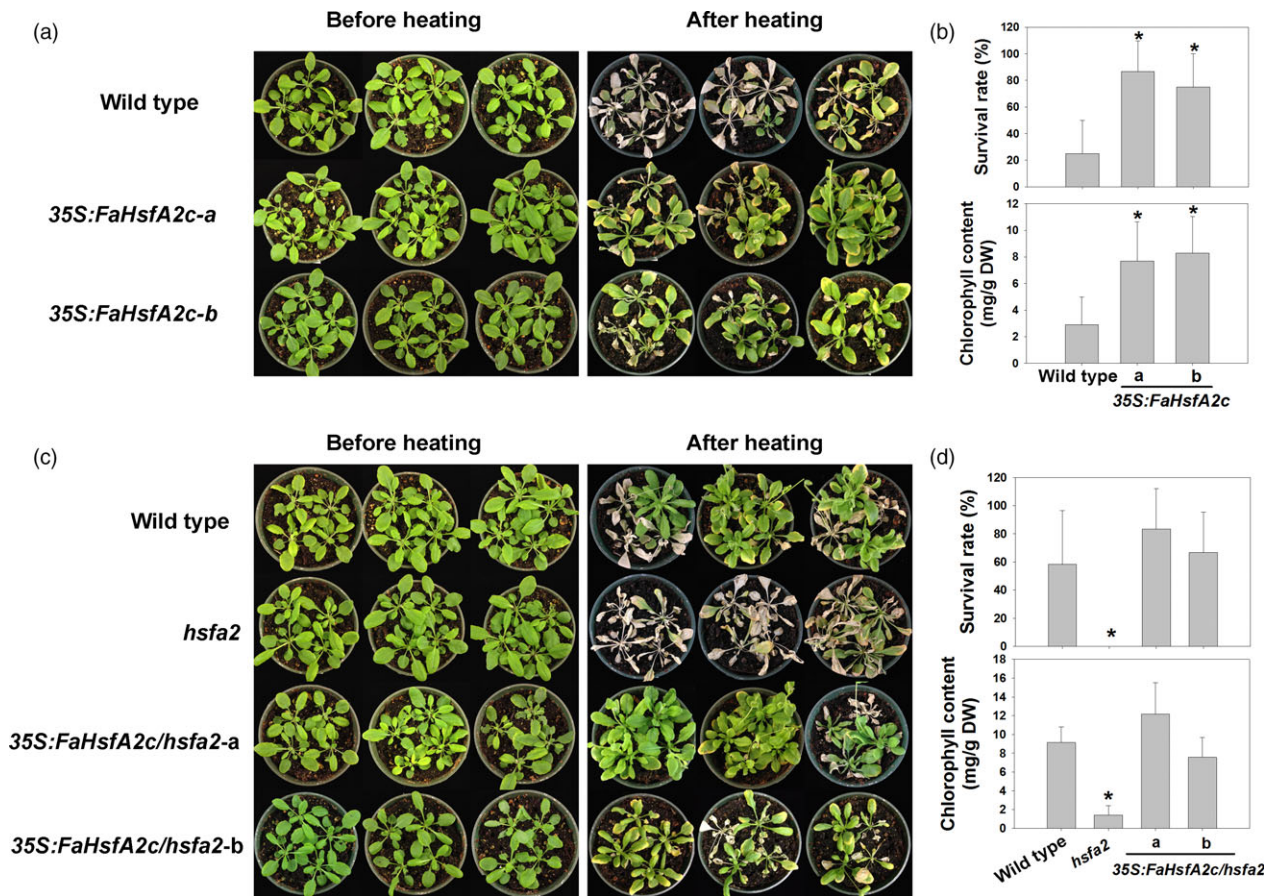 (a)
Before heating
After heating
Wild type
35S:FaHsfA2c-a
35S:FaHsfA2c-b
(b)
Survival rate (%)
120
100
80
60
40
20
0
* *
Chlorophyll content
(mg/g DW)
12
10
8
6
4
2
0
* *
Wild type a b
35S:FaHsfA2c
(c)
Before heating
After heating
Wild type
hsfa2
35S:FaHsfA2c/hsfa2-a
35S:FaHsfA2c/hsfa2-b
(d)
Survival rate (%)
120
100
80
60
40
20
0
*
Chlorophyll content
(mg/g DW)
18
16
14
12
10
8
6
4
2
0
*
Wild type hsfa2 a b
35S:FaHsfA2c/hsfa2